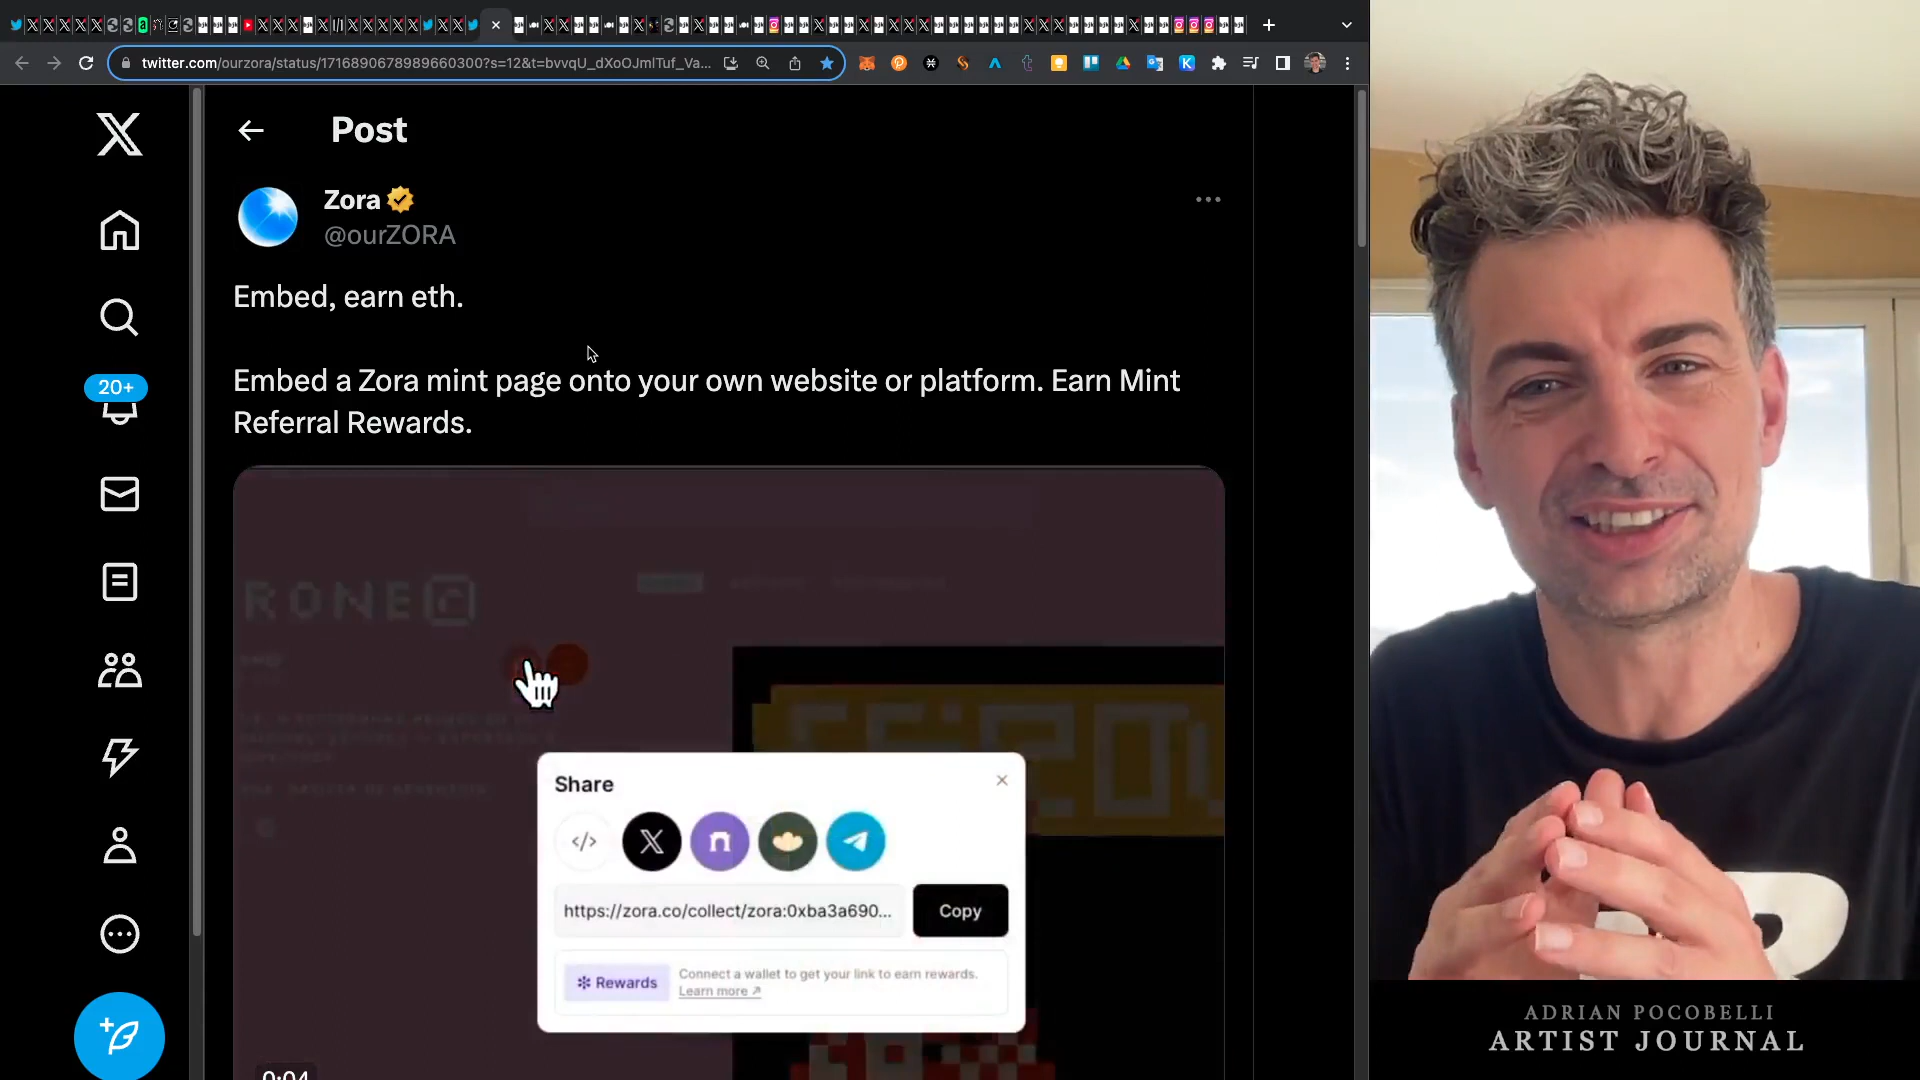 twitter.com/ourzora/status/1716890678989660300?s=12&t=bvvqU_dXoOJmlTuf_Va...
Post
Zora
@ourZORA
Embed, earn eth.
20+
Embed a Zora mint page onto your own website or platform. Earn Mint
Referral Rewards.
RONE
Share
</>
https://zora.co/collect/zora:0xba3a690...
Copy
Rewards
Connect a wallet to get your link to earn rewards.
Learn more ↗
0:04
ADRIAN POCOBELLI
ARTIST JOURNAL